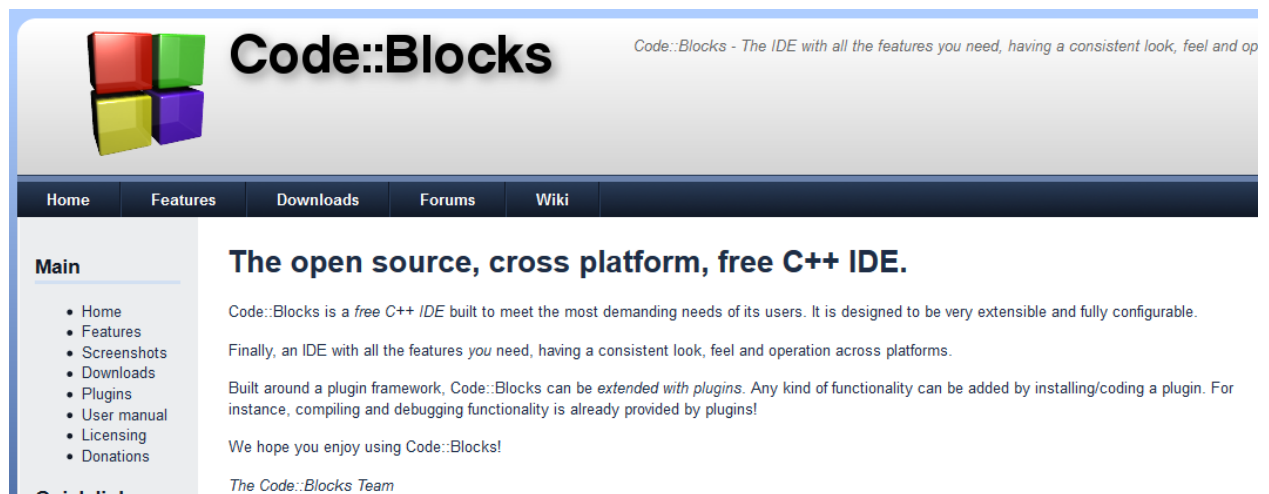 Code::Blocks
Code::Blocks - The IDE with all the features you need, having a consistent look, feel and op
Home
Features
Downloads
Forums
Wiki
Main
Home
Features
Screenshots
Downloads
Plugins
User manual
Licensing
Donations
The open source, cross platform, free C++ IDE.
Code::Blocks is a free C++ IDE built to meet the most demanding needs of its users. It is designed to be very extensible and fully configurable.
Finally, an IDE with all the features you need, having a consistent look, feel and operation across platforms.
Built around a plugin framework, Code::Blocks can be extended with plugins. Any kind of functionality can be added by installing/coding a plugin. For
instance, compiling and debugging functionality is already provided by plugins!
We hope you enjoy using Code::Blocks!
The Code::Blocks Team